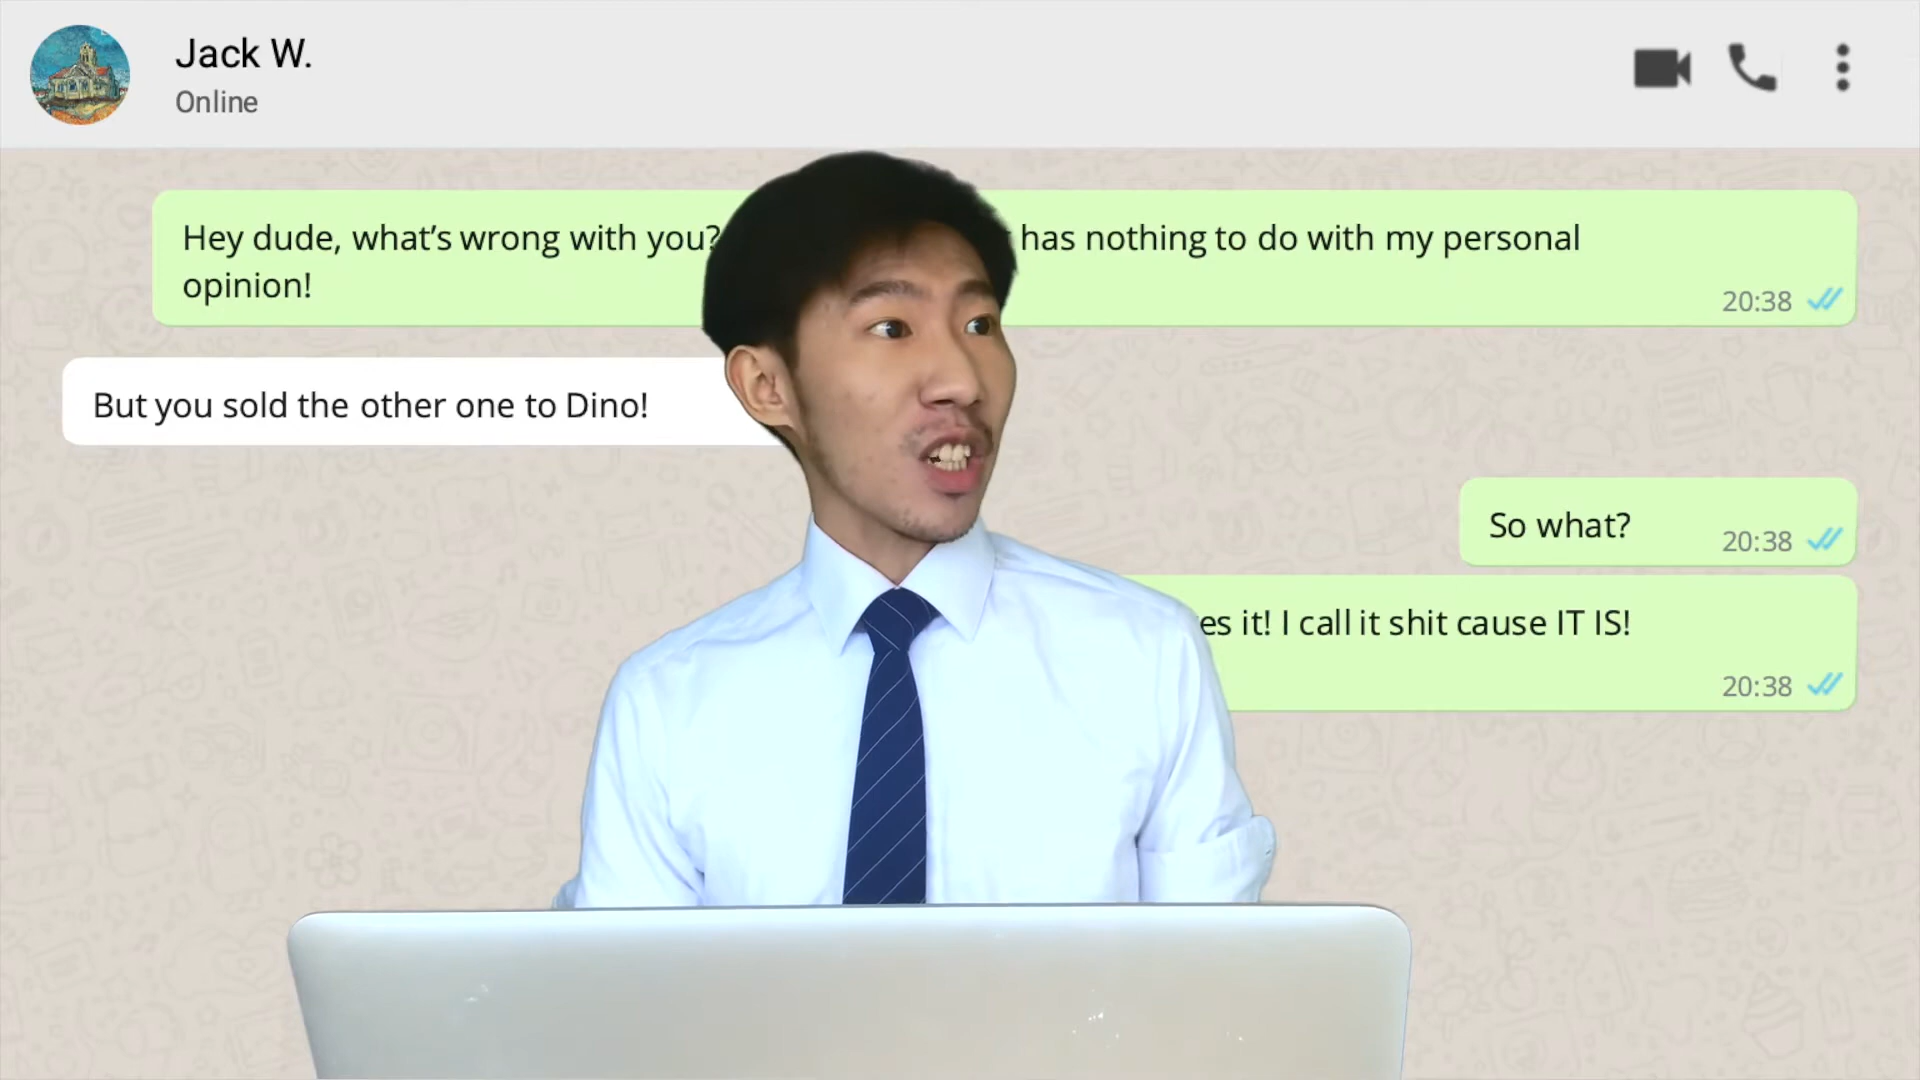 Jack W.
Online
Hey dude, what's wrong with you? has nothing to do with my personal
opinion!
20:38
But you sold the other one to Dino!
So what?
20:38
it! I call it shit cause IT IS!
20:38